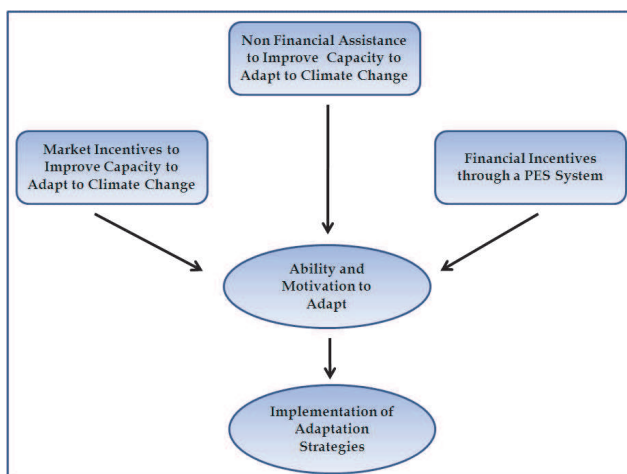 Non Financial Assistance
to Improve Capacity to
Adapt to Climate Change
Market Incentives to
Improve Capacity to
Adapt to Climate Change
Financial Incentives
through a PES System
Ability and
Motivation to
Adapt
Implementation of
Adaptation
Strategies